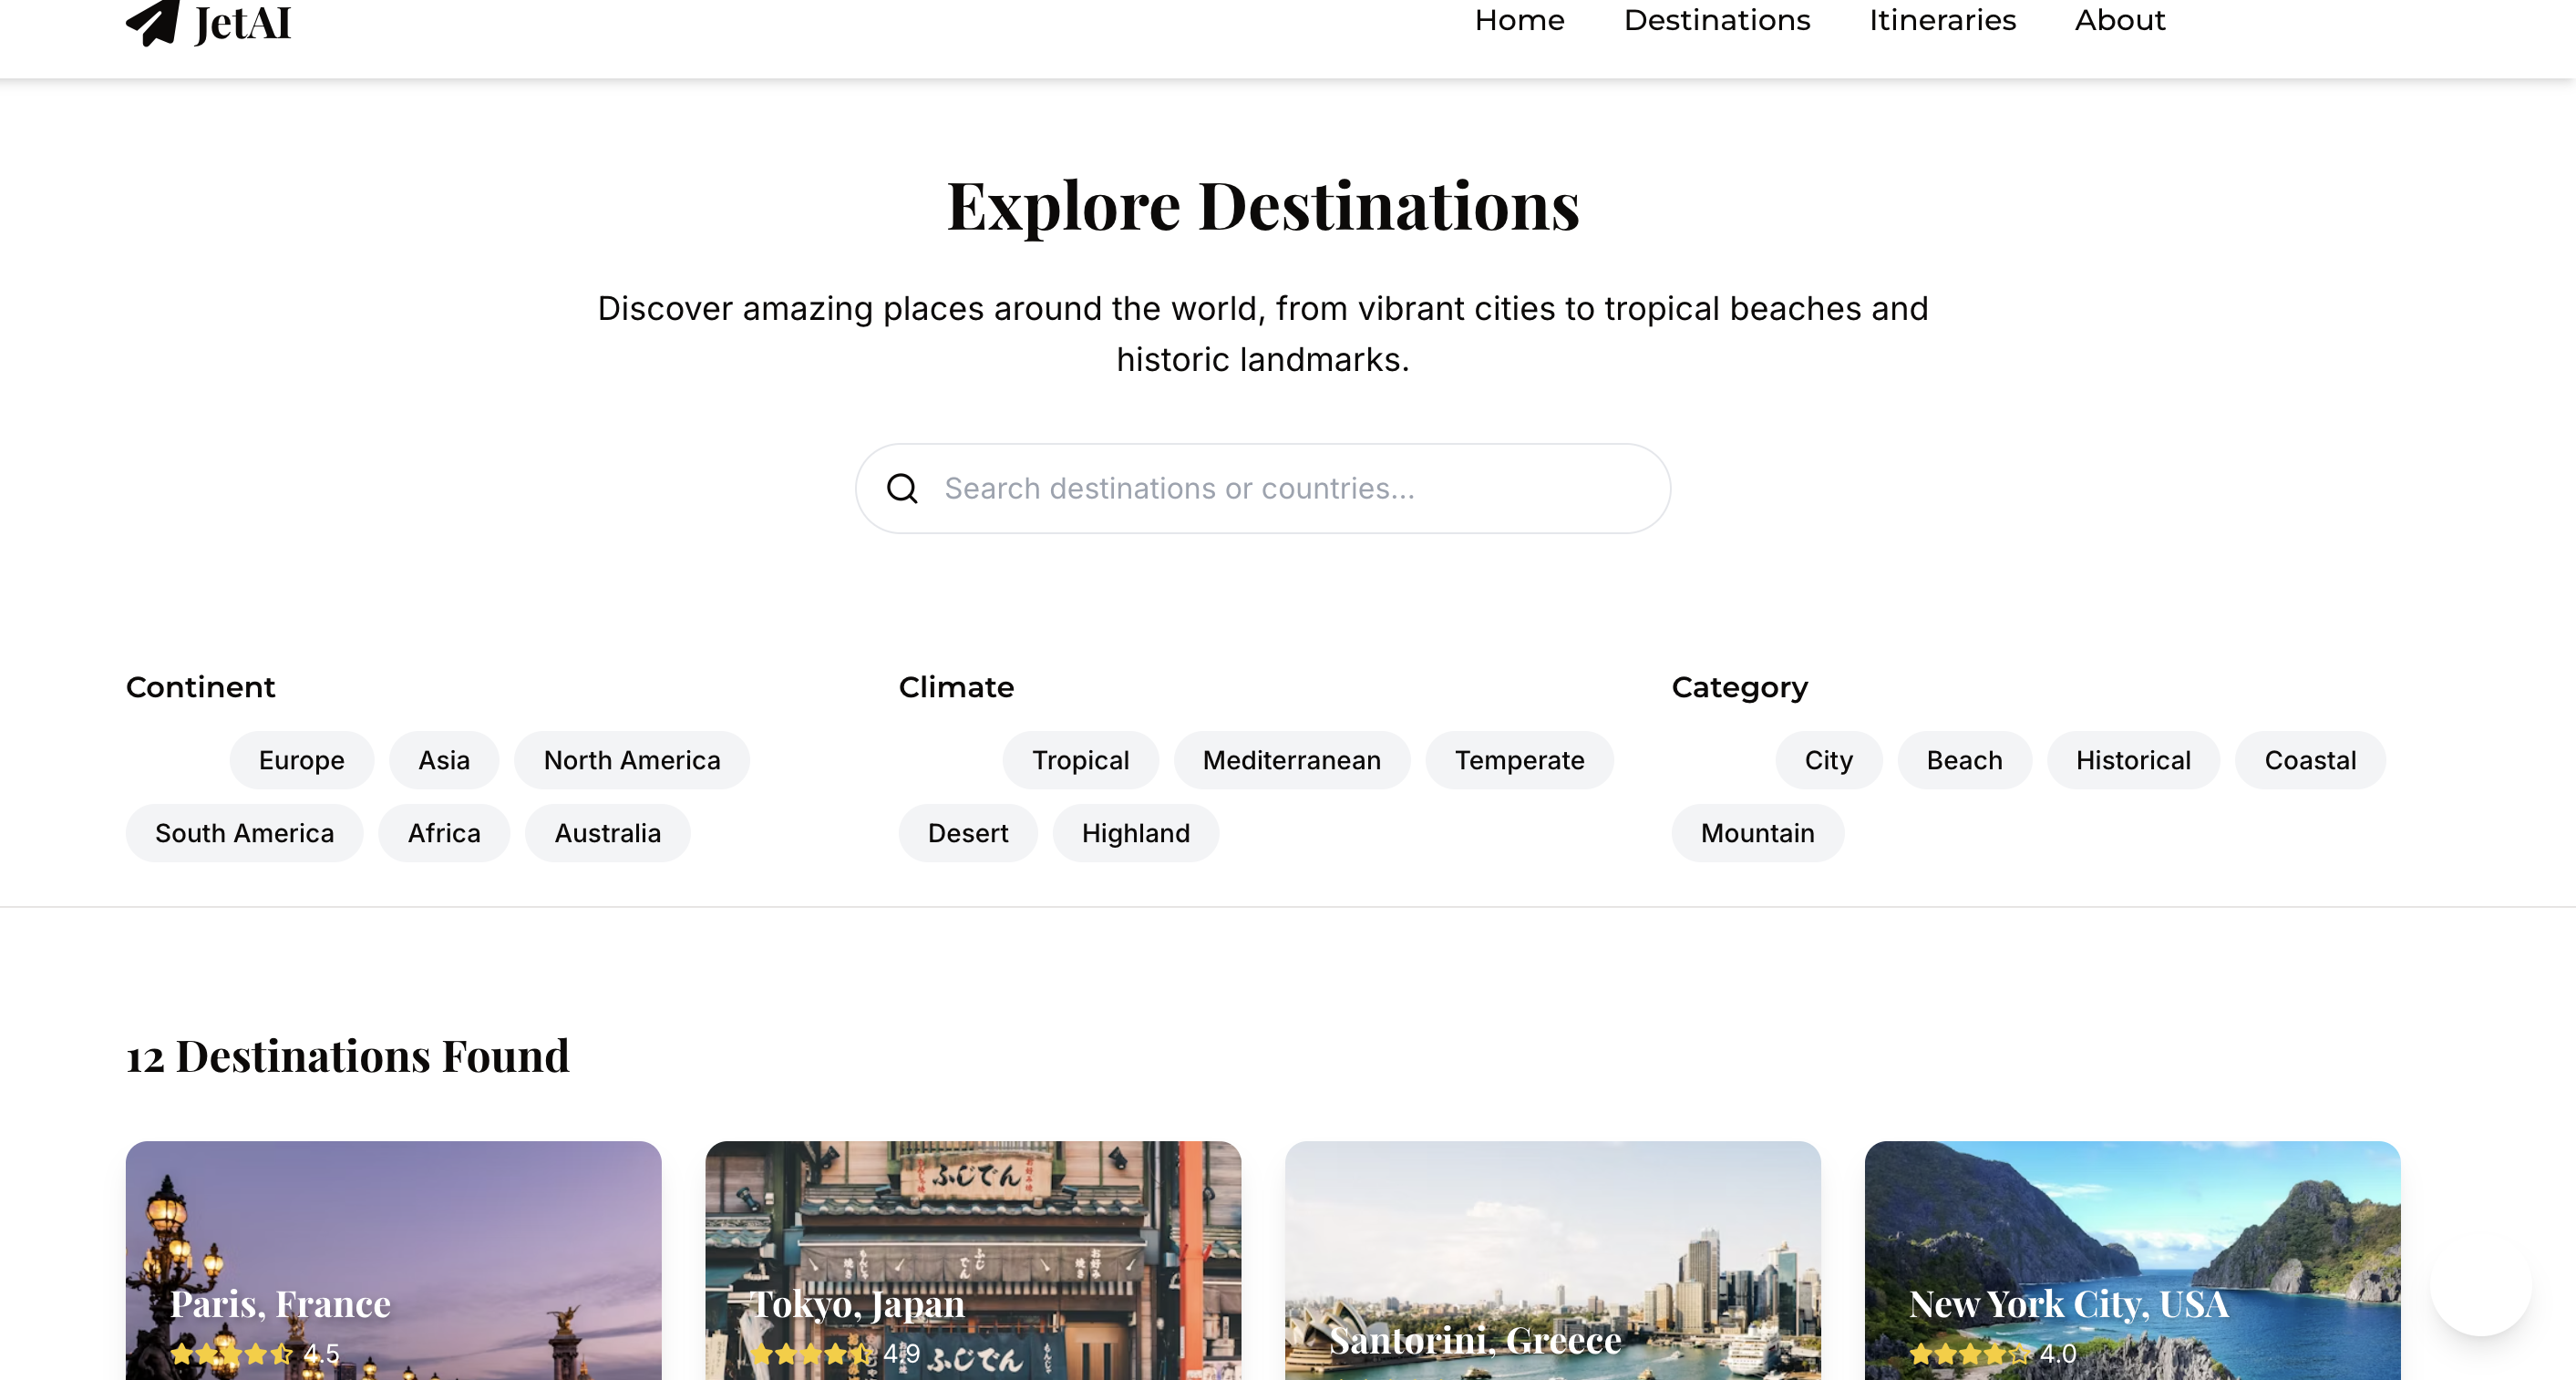 JetAI
Home Destinations Itineraries About
Explore Destinations
Discover amazing places around the world, from vibrant cities to tropical beaches and
historic landmarks.
Search destinations or countries...
Continent
Europe Asia North America
South America Africa Australia
Climate
Tropical Mediterranean Temperate
Desert Highland
Category
City Beach Historical Coastal
Mountain
12 Destinations Found
Paris, France
4.5
ふじでん
お好み
Tokyo, Japan
4.9
ふじでん
Santorini, Greece
New York City, USA
4.0